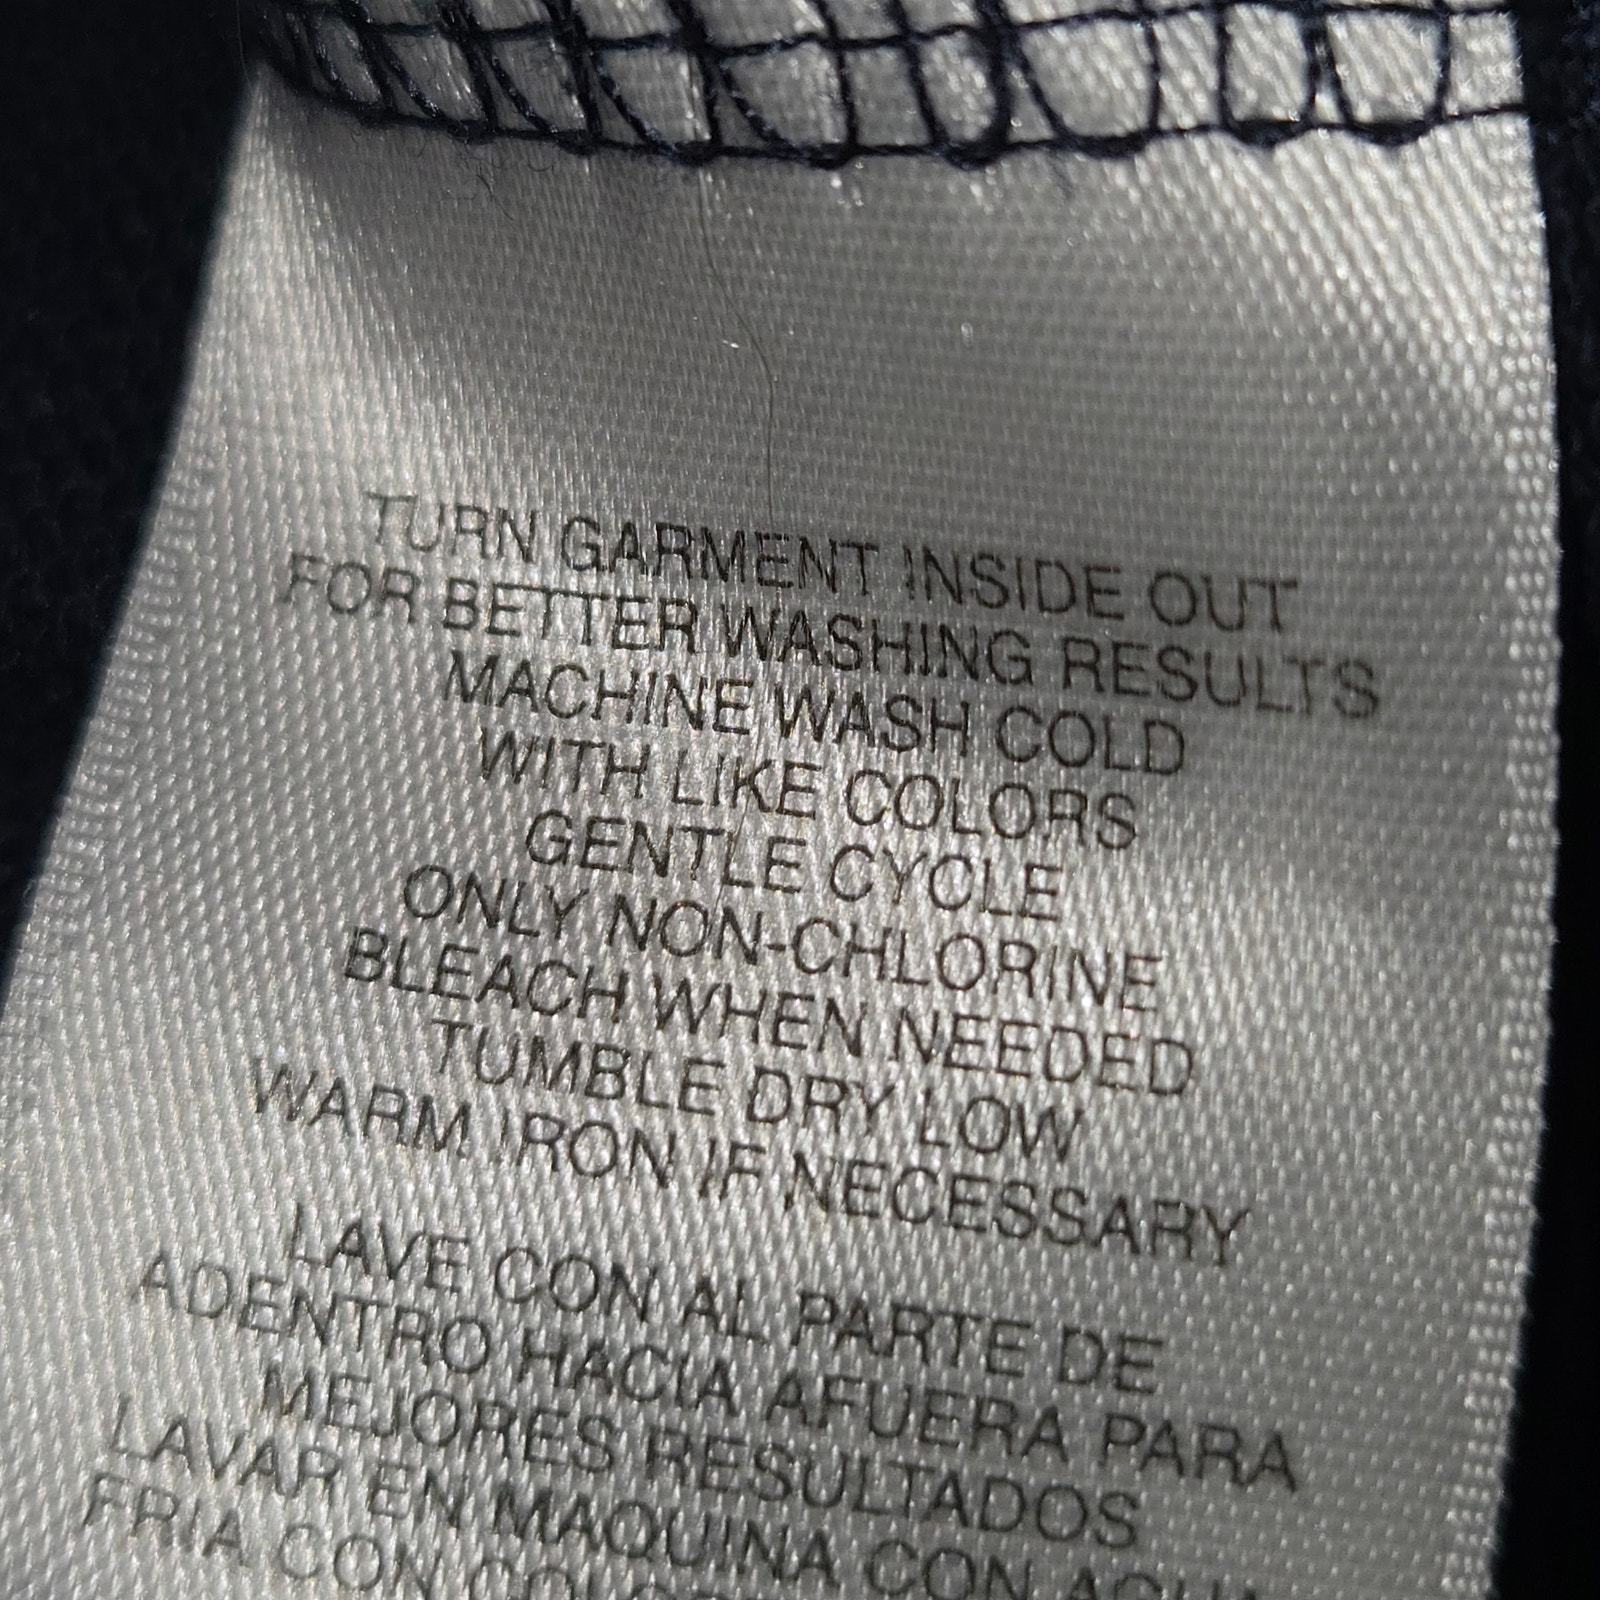 TURN GARMENT INSIDE OUT
FOR BETTER WASHING RESULTS
MACHINE WASH COLD
WITH LIKE COLORS
GENTLE CYCLE
ONLY NON-CHLORINE
BLEACH WHEN NEEDED
TUMBLE DRY LOW
WARM IRON IF NECESSARY
LAVE CON AL PARTE DE
ADENTRO HACIA AFUERA PARA
MEJORES RESULTADOS
LAVAR EN MAQUINA CON
FRIA CON